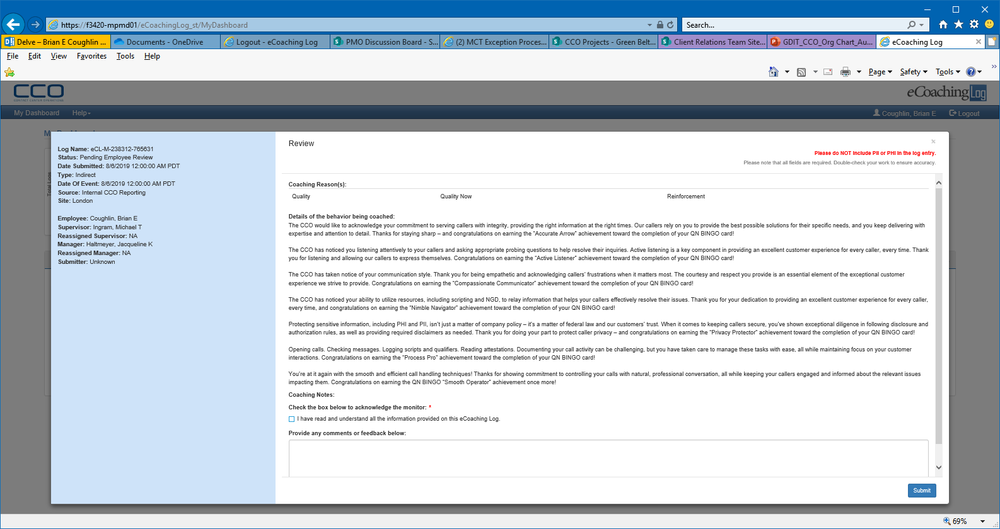 https://f3420-mpmd01/eCoachingLog_st/MyDashboard
Search...
Delve – Brian E Coughlin ...
Documents - OneDrive
Logout - eCoaching Log
PMO Discussion Board - S...
(2) MCT Exception Proces...
CCO Projects - Green Belt...
Client Relations Team Site...
GDIT_CCO_Org Chart_Au...
eCoaching Log
File Edit View Favorites Tools Help
Page Safety Tools
CCO
CONTACT CENTER OPERATIONS
eCoachingLog
My Dashboard Help
Coughlin, Brian E Logout
Total Logs
Log Name: eCL-M-238312-765631
Status: Pending Employee Review
Date Submitted: 8/6/2019 12:00:00 AM PDT
Type: Indirect
Date Of Event: 8/6/2019 12:00:00 AM PDT
Source: Internal CCO Reporting
Site: London
Employee: Coughlin, Brian E
Supervisor: Ingram, Michael T
Reassigned Supervisor: NA
Manager: Haltmeyer, Jacqueline K
Reassigned Manager: NA
Submitter: Unknown
Review
Please do NOT include PII or PHI in the log entry.
Please note that all fields are required. Double-check your work to ensure accuracy.
Coaching Reason(s):
Quality Quality Now Reinforcement
Details of the behavior being coached:
The CCO would like to acknowledge your commitment to serving callers with integrity, providing the right information at the right times. Our callers rely on you to provide the best possible solutions for their specific needs, and you keep delivering with
expertise and attention to detail. Thanks for staying sharp – and congratulations on earning the “Accurate Arrow” achievement toward the completion of your QN BINGO card!
The CCO has noticed you listening attentively to your callers and asking appropriate probing questions to help resolve their inquiries. Active listening is a key component in providing an excellent customer experience for every caller, every time. Thank
you for listening and allowing our callers to express themselves. Congratulations on earning the “Active Listener” achievement toward the completion of your QN BINGO card!
The CCO has taken notice of your communication style. Thank you for being empathetic and acknowledging callers' frustrations when it matters most. The courtesy and respect you provide is an essential element of the exceptional customer
experience we strive to provide. Congratulations on earning the “Compassionate Communicator” achievement toward the completion of your QN BINGO card!
The CCO has noticed your ability to utilize resources, including scripting and NGD, to relay information that helps your callers effectively resolve their issues. Thank you for your dedication to providing an excellent customer experience for every caller,
every time, and congratulations on earning the “Nimble Navigator” achievement toward the completion of your QN BINGO card!
Protecting sensitive information, including PHI and PII, isn't just a matter of company policy – it's a matter of federal law and our customers' trust. When it comes to keeping callers secure, you've shown exceptional diligence in following disclosure and
authorization rules, as well as providing required disclaimers as needed. Thank you for doing your part to protect caller privacy – and congratulations on earning the “Privacy Protector” achievement toward the completion of your QN BINGO card!
Opening calls. Checking messages. Logging scripts and qualifiers. Reading attestations. Documenting your call activity can be challenging, but you have taken care to manage these tasks with ease, all while maintaining focus on your customer
interactions. Congratulations on earning the “Process Pro” achievement toward the completion of your QN BINGO card!
You're at it again with the smooth and efficient call handling techniques! Thanks for showing commitment to controlling your calls with natural, professional conversation, all while keeping your callers engaged and informed about the relevant issues
impacting them. Congratulations on earning the QN BINGO “Smooth Operator” achievement once more!
Coaching Notes:
Check the box below to acknowledge the monitor: *
I have read and understand all the information provided on this eCoaching Log.
Provide any comments or feedback below:
Submit
69%